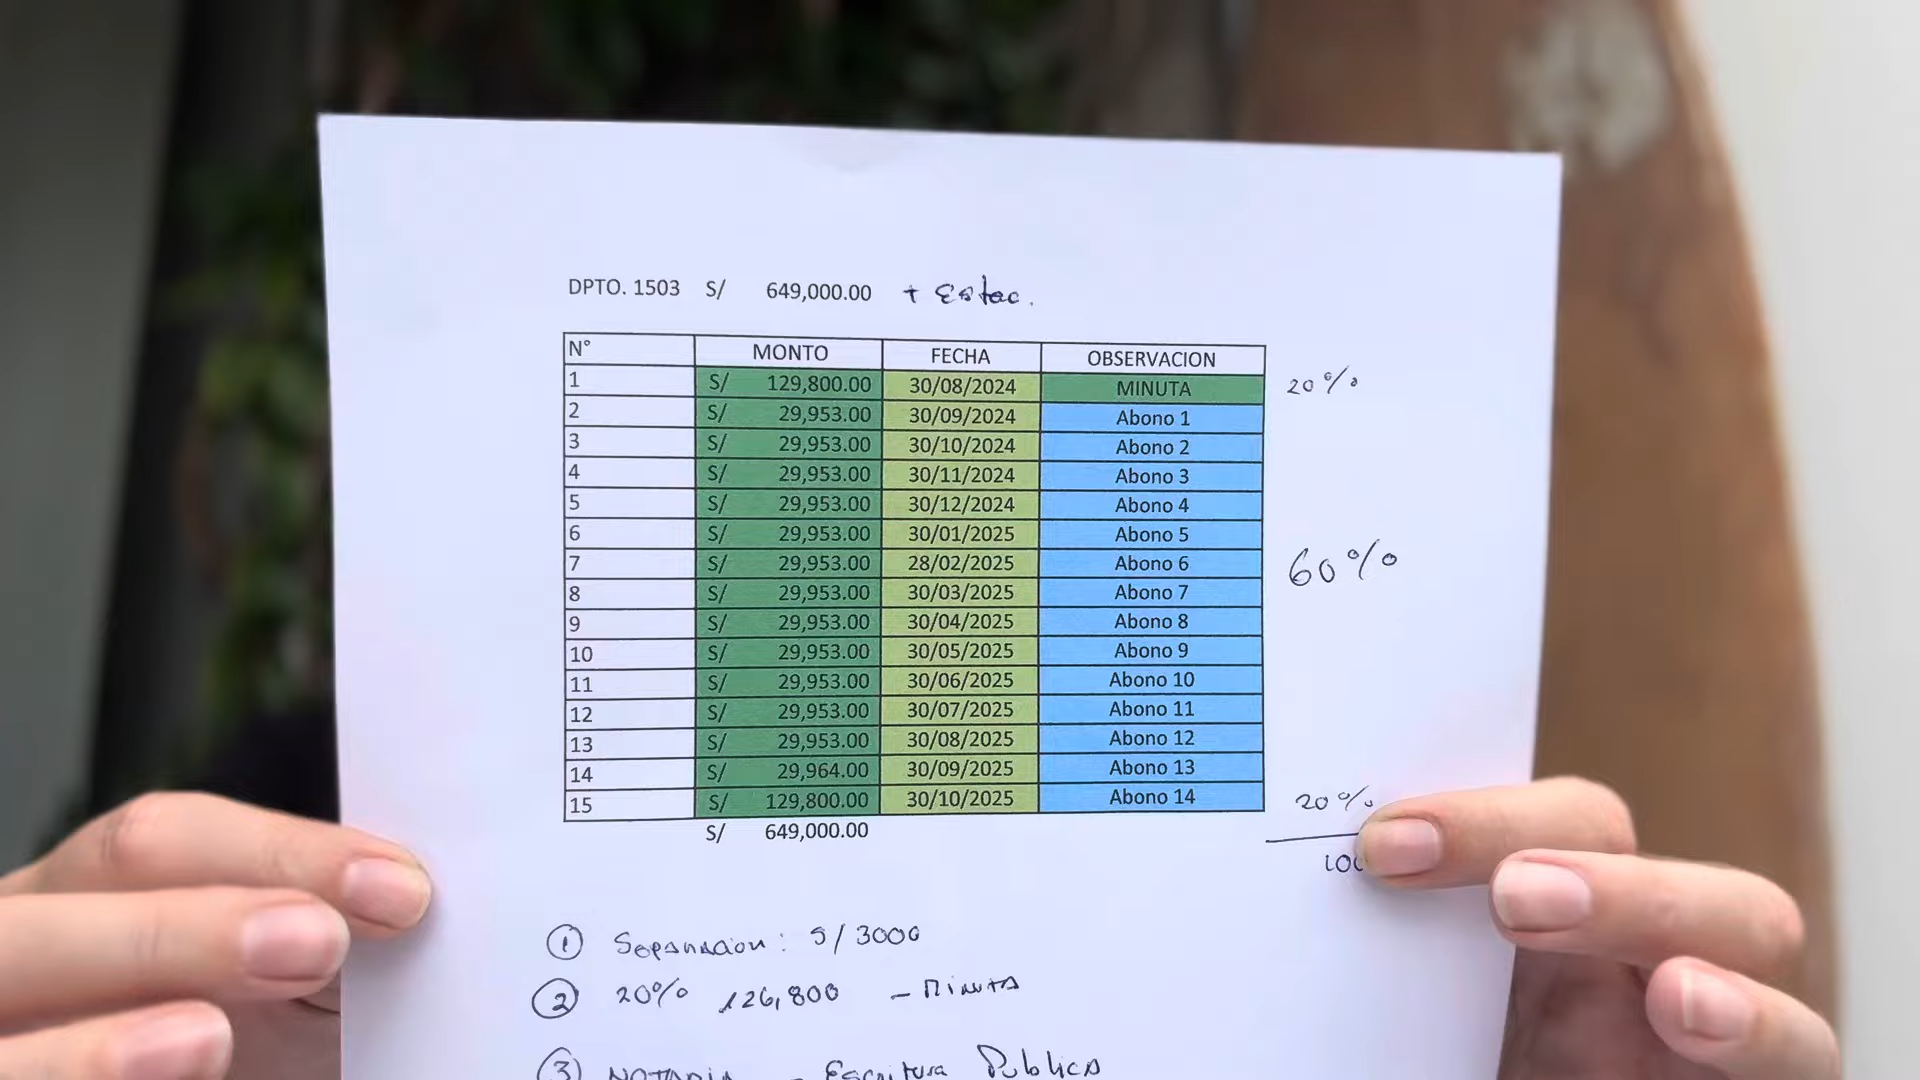 DPTO. 1503 S/ 649,000.00 + Estac.
N° MONTO FECHA OBSERVACION
1 S/ 129,800.00 30/08/2024 MINUTA 20%
2 S/ 29,953.00 30/09/2024 Abono 1
3 S/ 29,953.00 30/10/2024 Abono 2
4 S/ 29,953.00 30/11/2024 Abono 3
5 S/ 29,953.00 30/12/2024 Abono 4
6 S/ 29,953.00 30/01/2025 Abono 5
7 S/ 29,953.00 28/02/2025 Abono 6 60%
8 S/ 29,953.00 30/03/2025 Abono 7
9 S/ 29,953.00 30/04/2025 Abono 8
10 S/ 29,953.00 30/05/2025 Abono 9
11 S/ 29,953.00 30/06/2025 Abono 10
12 S/ 29,953.00 30/07/2025 Abono 11
13 S/ 29,953.00 30/08/2025 Abono 12
14 S/ 29,964.00 30/09/2025 Abono 13
15 S/ 129,800.00 30/10/2025 Abono 14 20%
S/ 649,000.00
100
1 Separacion: S/3000
2 20% 126,800 - Minuta
3 NOTARIA - Escritura Publica